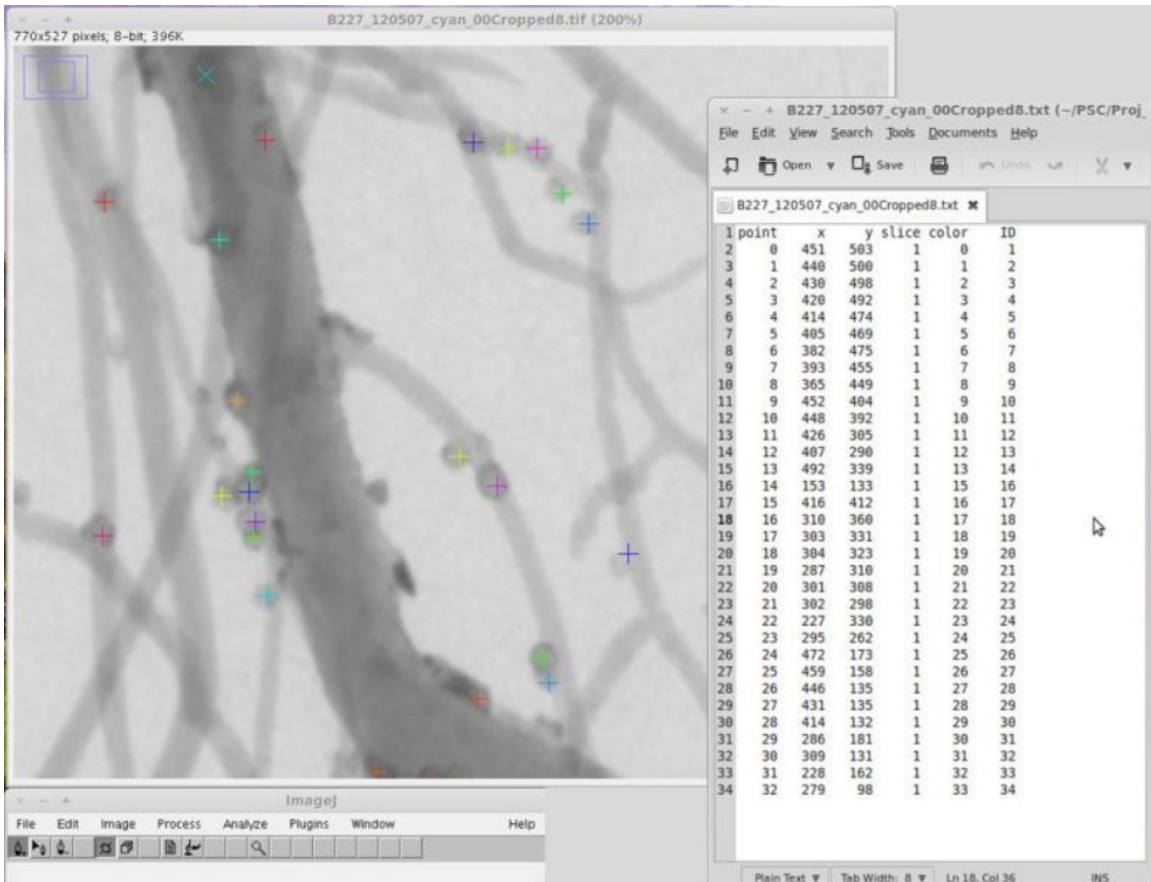 B227_120507_cyan_00Cropped8.tif (200%)
770x527 pixels; 8-bit; 396K
B227_120507_cyan_00Cropped8.txt (~/PSC/Proj_
File Edit View Search Tools Documents Help
Open Save Undo
B227_120507_cyan_00Cropped8.txt
1 point x y slice color ID
2 0 451 503 1 0 1
3 1 440 500 1 1 2
4 2 430 498 1 2 3
5 3 420 492 1 3 4
6 4 414 474 1 4 5
7 5 405 469 1 5 6
8 6 382 475 1 6 7
9 7 393 455 1 7 8
10 8 365 449 1 8 9
11 9 452 404 1 9 10
12 10 448 392 1 10 11
13 11 426 305 1 11 12
14 12 407 290 1 12 13
15 13 492 339 1 13 14
16 14 153 133 1 15 16
17 15 416 412 1 16 17
18 16 310 360 1 17 18
19 17 303 331 1 18 19
20 18 304 323 1 19 20
21 19 287 310 1 20 21
22 20 301 308 1 21 22
23 21 302 298 1 22 23
24 22 227 330 1 23 24
25 23 295 262 1 24 25
26 24 472 173 1 25 26
27 25 459 158 1 26 27
28 26 446 135 1 27 28
29 27 431 135 1 28 29
30 28 414 132 1 29 30
31 29 286 181 1 30 31
32 30 309 131 1 31 32
33 31 228 162 1 32 33
34 32 279 98 1 33 34
Plain Text Tab Width: 8 Ln 18, Col 36 INS
ImageJ
File Edit Image Process Analyze Plugins Window Help